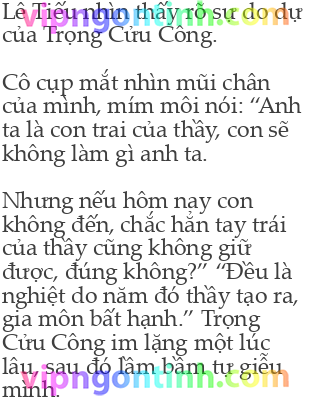 Lê Tiếu nhìn thấy rõ sự do dự
của Trọng Cửu Công.
Cô cụp mắt nhìn mũi chân
của mình, mím môi nói: “Anh
ta là con trai của thầy, con sẽ
không làm gì anh ta.
Nhưng nếu hôm nay con
không đến, chắc hẳn tay trái
của thầy cũng không giữ
được, đúng không?” “Đều là
nghiệt do năm đó thầy tạo ra,
gia môn bất hạnh.” Trọng
Cửu Công im lặng một lúc
lâu, sau đó lầm bầm tự giễu
mình.
vipngontinh.com
vipngontinh.com